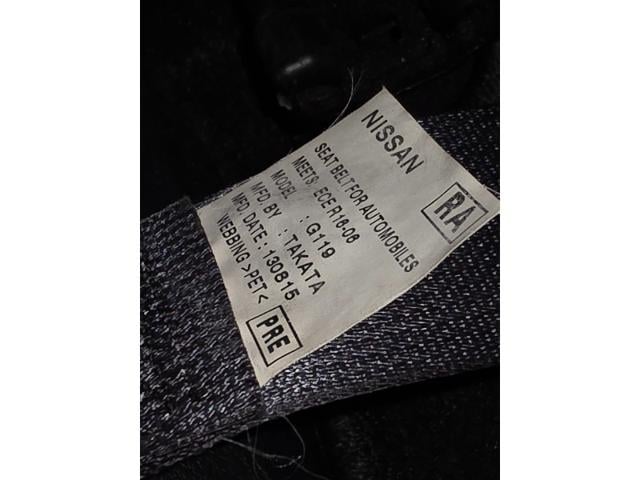 NISSAN
RA
SEAT BELT FOR AUTOMOBILES
MEETS: ECE R16-06
MODEL : G119
MFD. BY : TAKATA
MFD DATE : 130815
WEBBING >PET<
PRE